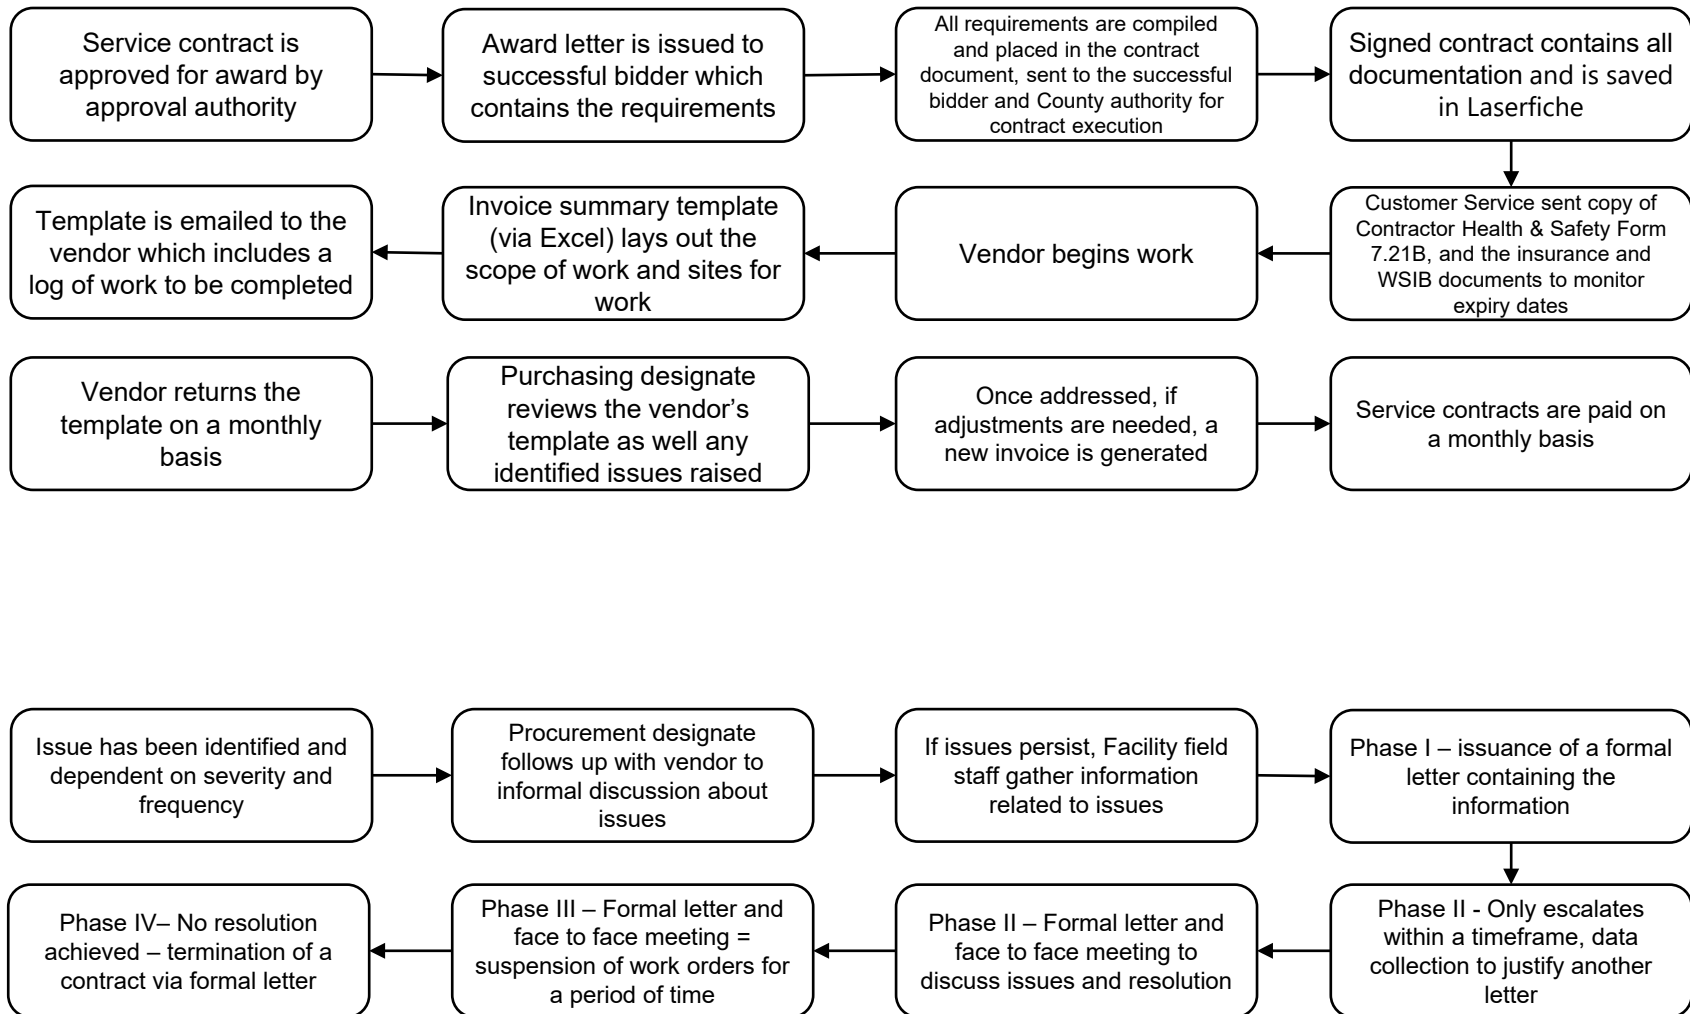 Service contract is
approved for award by
approval authority
Award letter is issued to
successful bidder which
contains the requirements
All requirements are compiled
and placed in the contract
document, sent to the successful
bidder and County authority for
contract execution
Signed contract contains all
documentation and is saved
in Laserfiche
Customer Service sent copy of
Contractor Health & Safety Form
7.21B, and the insurance and
WSIB documents to monitor
expiry dates
Vendor begins work
Invoice summary template
(via Excel) lays out the
scope of work and sites for
work
Template is emailed to the
vendor which includes a
log of work to be completed
Vendor returns the
template on a monthly
basis
Purchasing designate
reviews the vendor’s
template as well any
identified issues raised
Once addressed, if
adjustments are needed, a
new invoice is generated
Service contracts are paid on
a monthly basis
Issue has been identified and
dependent on severity and
frequency
Procurement designate
follows up with vendor to
informal discussion about
issues
If issues persist, Facility field
staff gather information
related to issues
Phase I – issuance of a formal
letter containing the
information
Phase II - Only escalates
within a timeframe, data
collection to justify another
letter
Phase II – Formal letter and
face to face meeting to
discuss issues and resolution
Phase III – Formal letter and
face to face meeting =
suspension of work orders for
a period of time
Phase IV– No resolution
achieved – termination of a
contract via formal letter